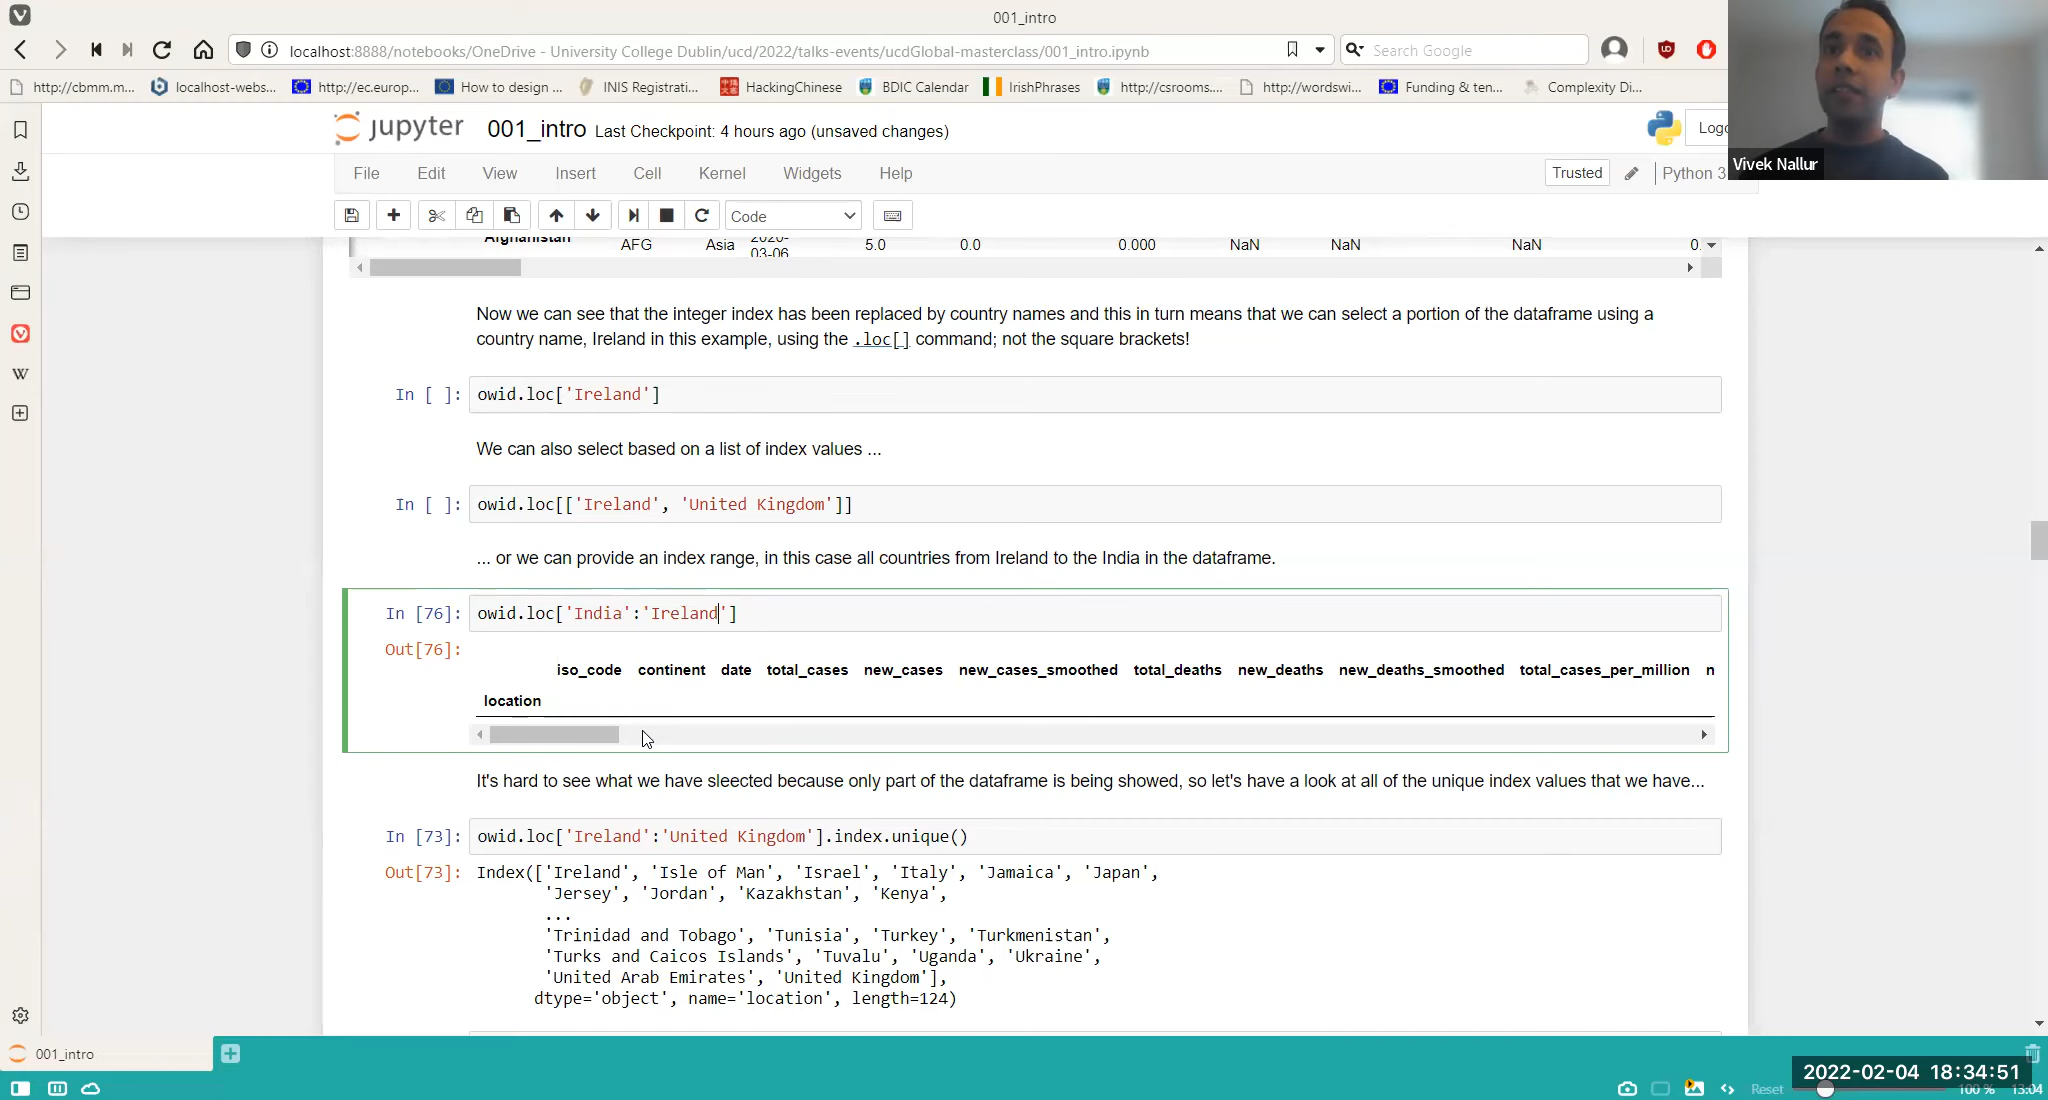 001_intro
localhost:8888/notebooks/OneDrive - University College Dublin/ucd/2022/talks-events/ucdGlobal-masterclass/001_intro.ipynb
Search Google
http://cbmm.m...
localhost-webs...
http://ec.europ...
How to design ...
INIS Registrati...
HackingChinese
BDIC Calendar
IrishPhrases
http://csrooms....
http://wordswi...
Funding & ten...
Complexity Di...
jupyter 001_intro Last Checkpoint: 4 hours ago (unsaved changes)
Logo
Vivek Nallur
File Edit View Insert Cell Kernel Widgets Help
Trusted
Python 3
Code
Afghanistan AFG Asia 2020-03-06 5.0 0.0 0.000 NaN NaN NaN 0.
Now we can see that the integer index has been replaced by country names and this in turn means that we can select a portion of the dataframe using a
country name, Ireland in this example, using the .loc[] command; not the square brackets!
In [ ]: owid.loc['Ireland']
We can also select based on a list of index values ...
In [ ]: owid.loc[['Ireland', 'United Kingdom']]
... or we can provide an index range, in this case all countries from Ireland to the India in the dataframe.
In [76]: owid.loc['India':'Ireland']
Out[76]:
iso_code continent date total_cases new_cases new_cases_smoothed total_deaths new_deaths new_deaths_smoothed total_cases_per_million n
location
It's hard to see what we have sleected because only part of the dataframe is being showed, so let's have a look at all of the unique index values that we have...
In [73]: owid.loc['Ireland':'United Kingdom'].index.unique()
Out[73]: Index(['Ireland', 'Isle of Man', 'Israel', 'Italy', 'Jamaica', 'Japan',
'Jersey', 'Jordan', 'Kazakhstan', 'Kenya',
...
'Trinidad and Tobago', 'Tunisia', 'Turkey', 'Turkmenistan',
'Turks and Caicos Islands', 'Tuvalu', 'Uganda', 'Ukraine',
'United Arab Emirates', 'United Kingdom'],
dtype='object', name='location', length=124)
001_intro
2022-02-04 18:34:51
Reset
100 %
13:04